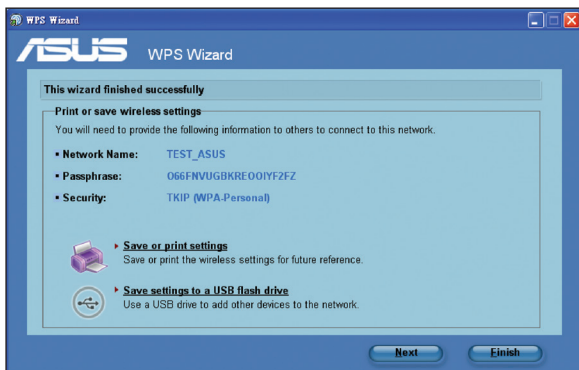 WPS Wizard
ASUS WPS Wizard
This wizard finished successfully
Print or save wireless settings
You will need to provide the following information to others to connect to this network.
Network Name: TEST_ASUS
Passphrase: O66FNVUGBKREOOIYF2FZ
Security: TKIP (WPA-Personal)
Save or print settings
Save or print the wireless settings for future reference.
Save settings to a USB flash drive
Use a USB drive to add other devices to the network.
Next Finish